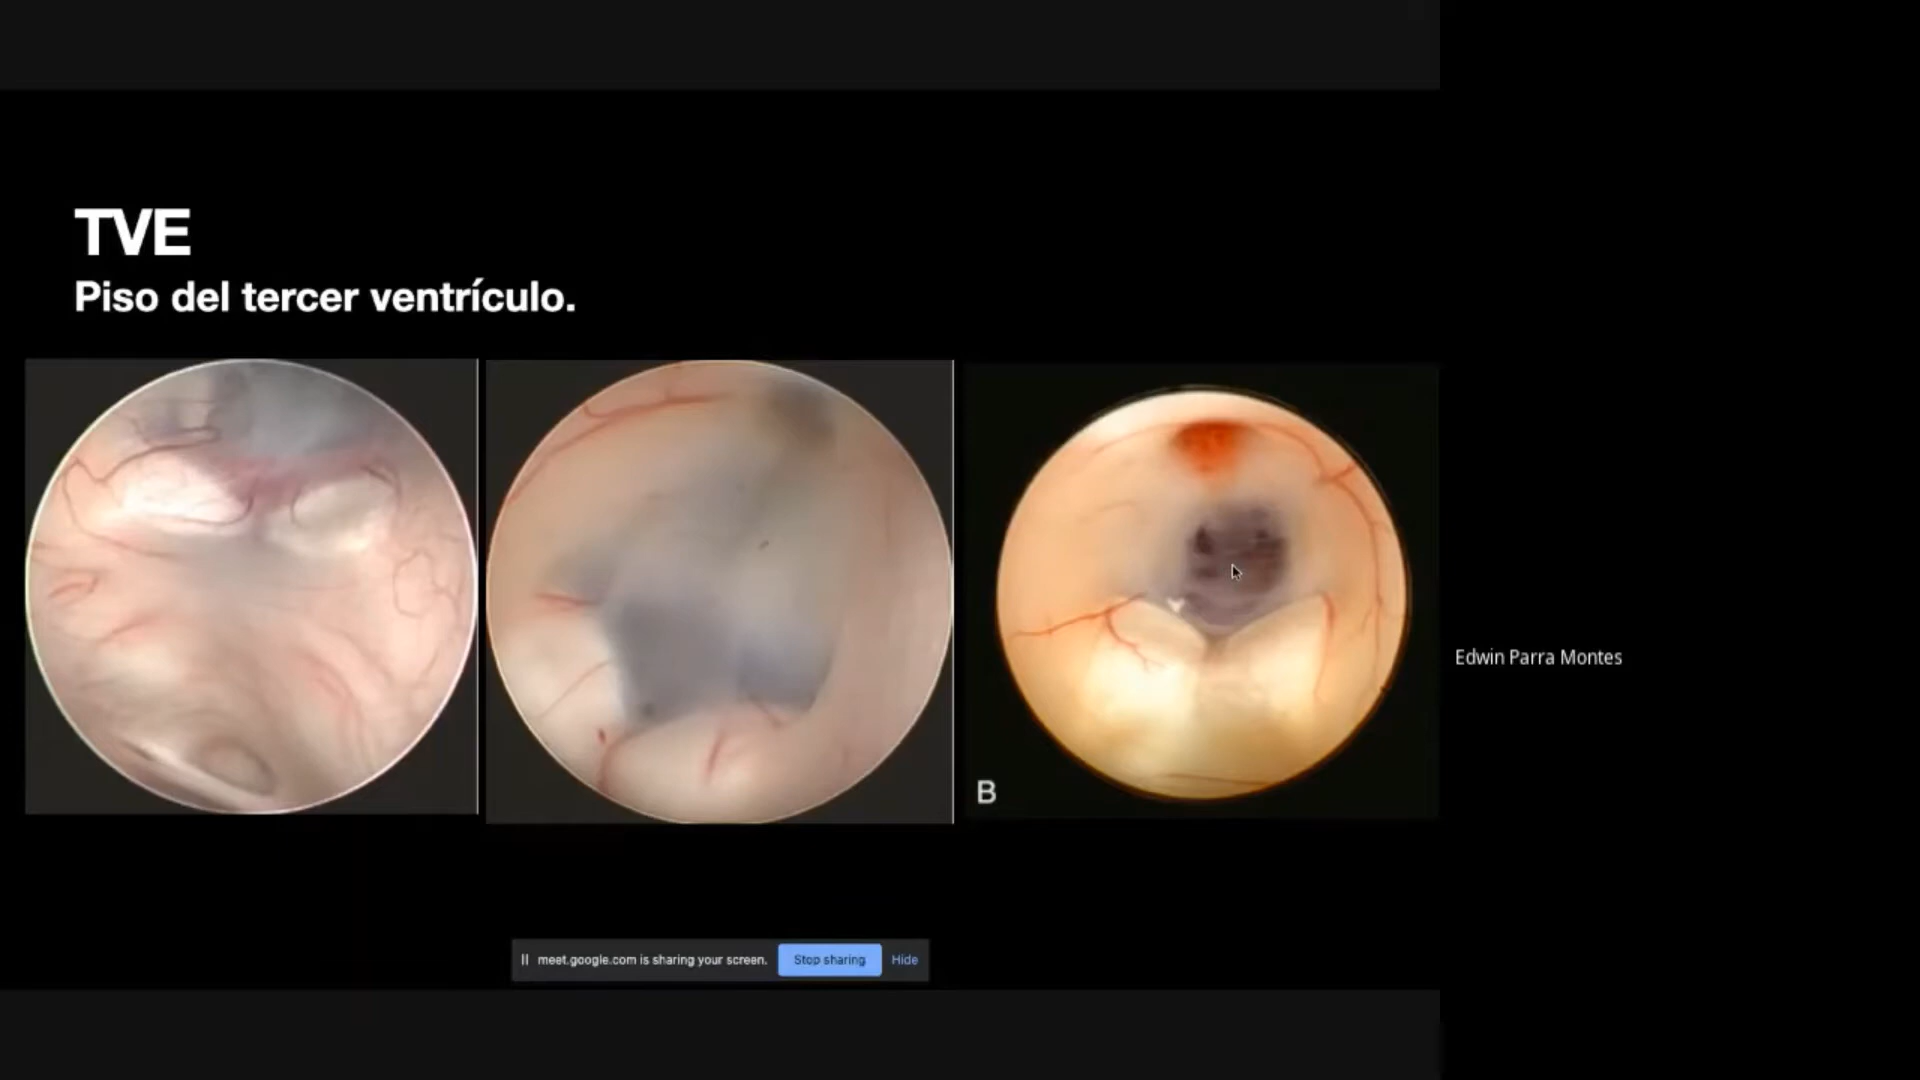 TVE
Piso del tercer ventrículo.
B
Edwin Parra Montes
meet.google.com is sharing your screen. Stop sharing Hide